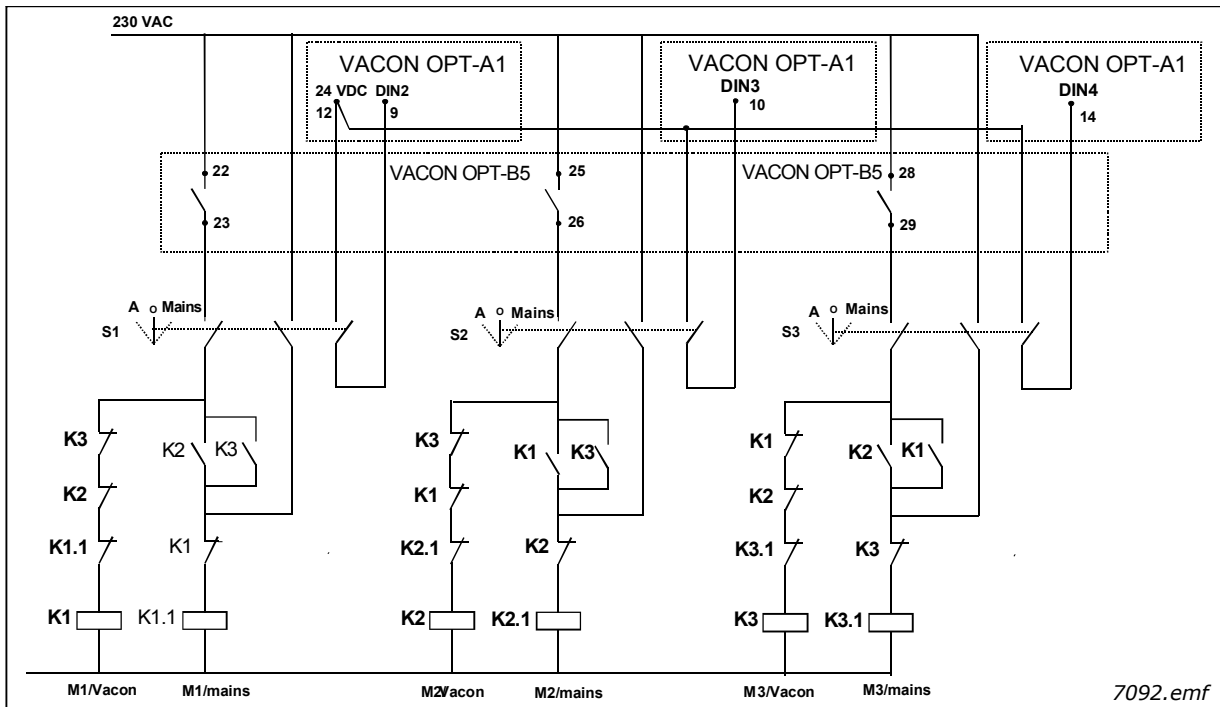 230 VAC
VACON OPT-A1
24 VDC DIN2
12 9
VACON OPT-A1
DIN3
10
VACON OPT-A1
DIN4
14
22
VACON OPT-B5
25
VACON OPT-B5
28
23
26
29
A o Mains
S1
A o Mains
S2
A o Mains
S3
K3 K2 K3
K3 K1 K3
K1 K2 K1
K2
K1
K2
K1.1 K1
K2.1 K2
K3.1 K3
K1 K1.1
K2 K2.1
K3 K3.1
M1/Vacon M1/mains
M2Vacon M2/mains
M3/Vacon M3/mains
7092.emf